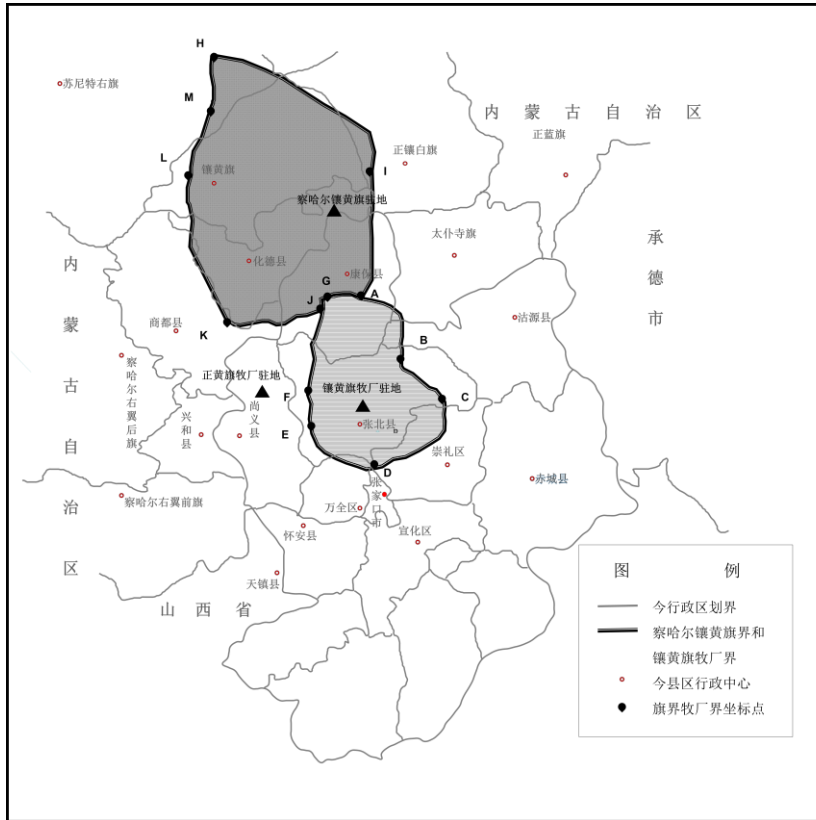 H
苏尼特右旗
M
内蒙古自治区
正蓝旗
正镶白旗
L
I
镶黄旗
察哈尔镶黄旗驻地
太仆寺旗
承德市
化德县
康保县
G
A
J
内蒙古自治区
商都县
K
沽源县
B
察哈尔右翼后旗
正黄旗牧厂驻地
镶黄旗牧厂驻地
F
C
尚义县
兴和县
张北县
E
崇礼区
D
赤城县
张家口市
察哈尔右翼前旗
万全区
怀安县
宣化区
天镇县
山西省
图例
今行政区划界
察哈尔镶黄旗界和
镶黄旗牧厂界
今县区行政中心
旗界牧厂界坐标点